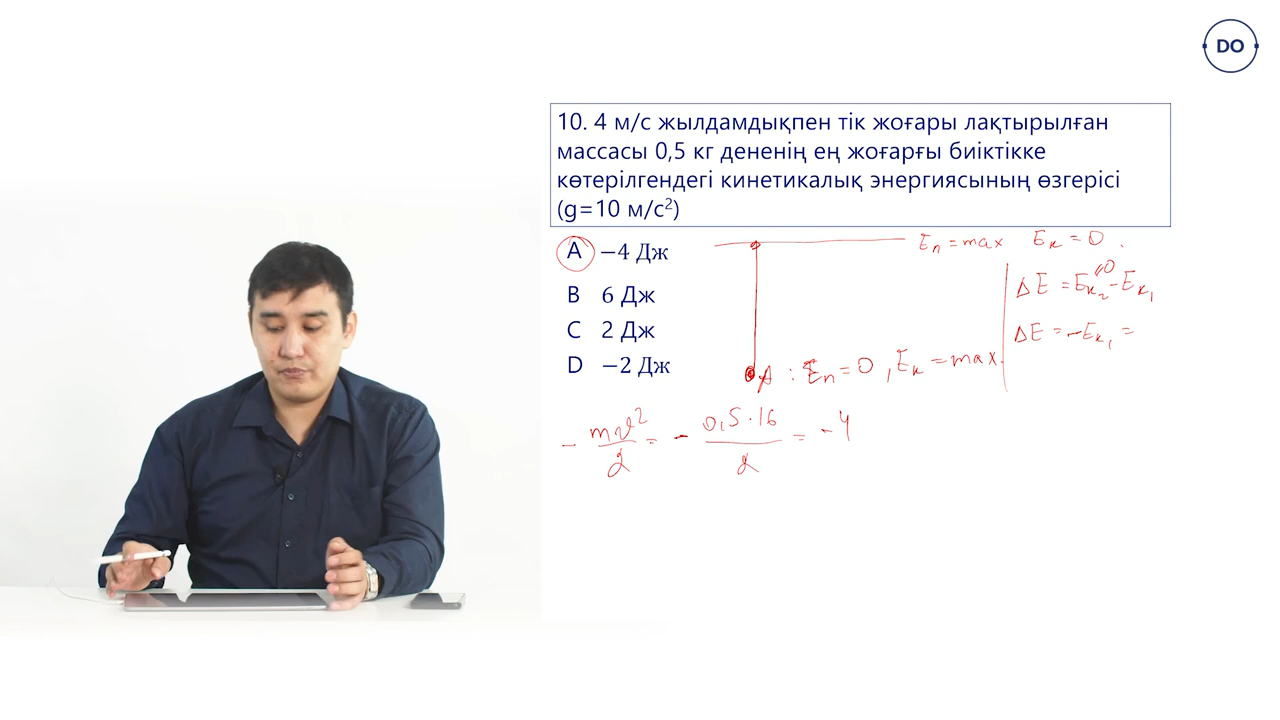 DO
10. 4 м/с жылдамдықпен тік жоғары лақтырылған
массасы 0,5 кг дененің ең жоғарғы биіктікке
көтерілгендегі кинетикалық энергиясының өзгерісі
(g=10 м/с²)
A −4 Дж
B 6 Дж
C 2 Дж
D −2 Дж
Eп = max Eк = 0
ΔE = Eк₂ - Eк₁
=0
ΔE = -Eк₁ =
A : Eп = 0, Eк = max
- mv²/2 = - 0,5·16/2 = -4